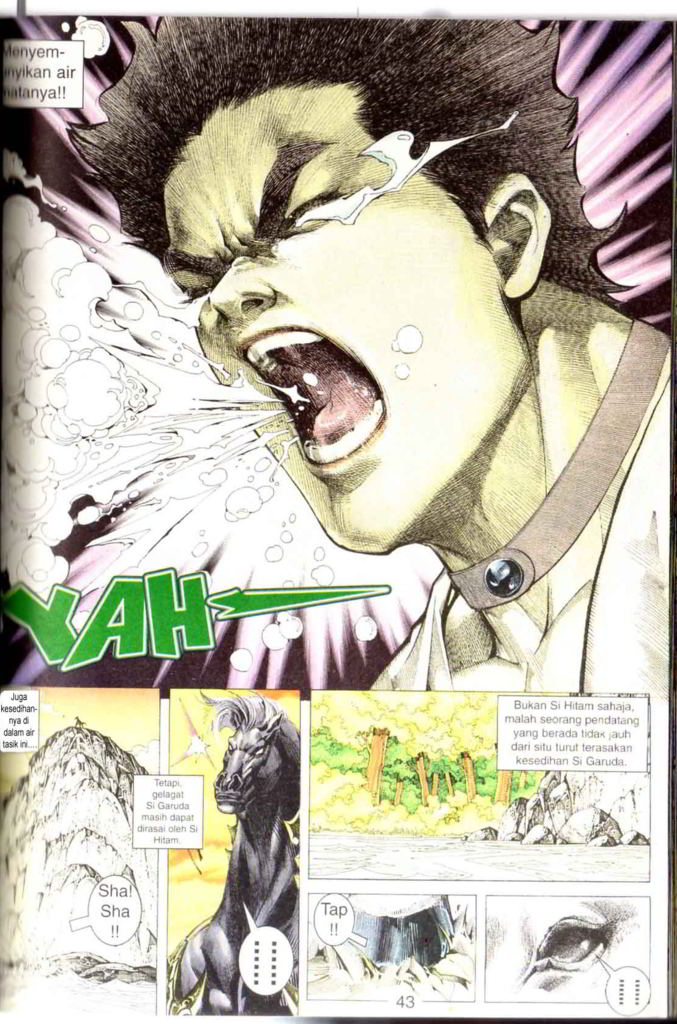 Menyem-
bunyikan air
matanya!!
YAH
Juga
kesedihan-
nya di
dalam air
tasik ini....
Tetapi,
gelagat
Si Garuda
masih dapat
dirasai oleh Si
Hitam.
Sha!
Sha
!!
Bukan Si Hitam sahaja,
malah seorang pendatang
yang berada tidak jauh
dari situ turut terasakan
kesedihan Si Garuda.
Tap
!!
43